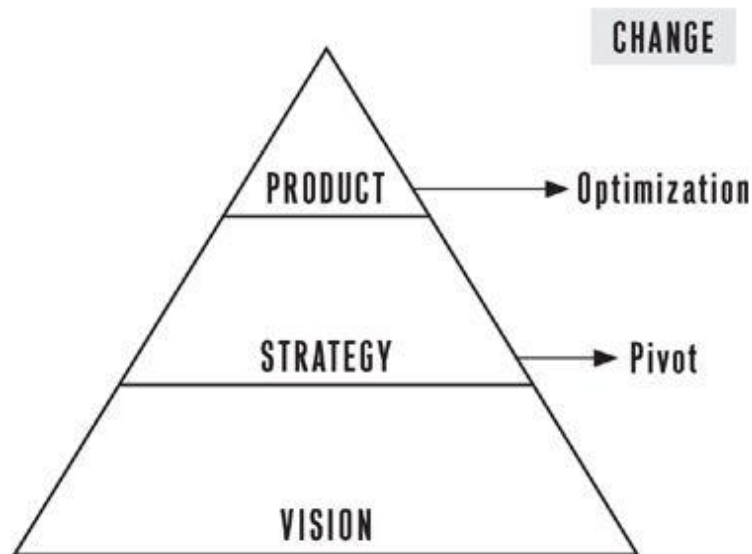 CHANGE
PRODUCT
Optimization
STRATEGY
Pivot
VISION